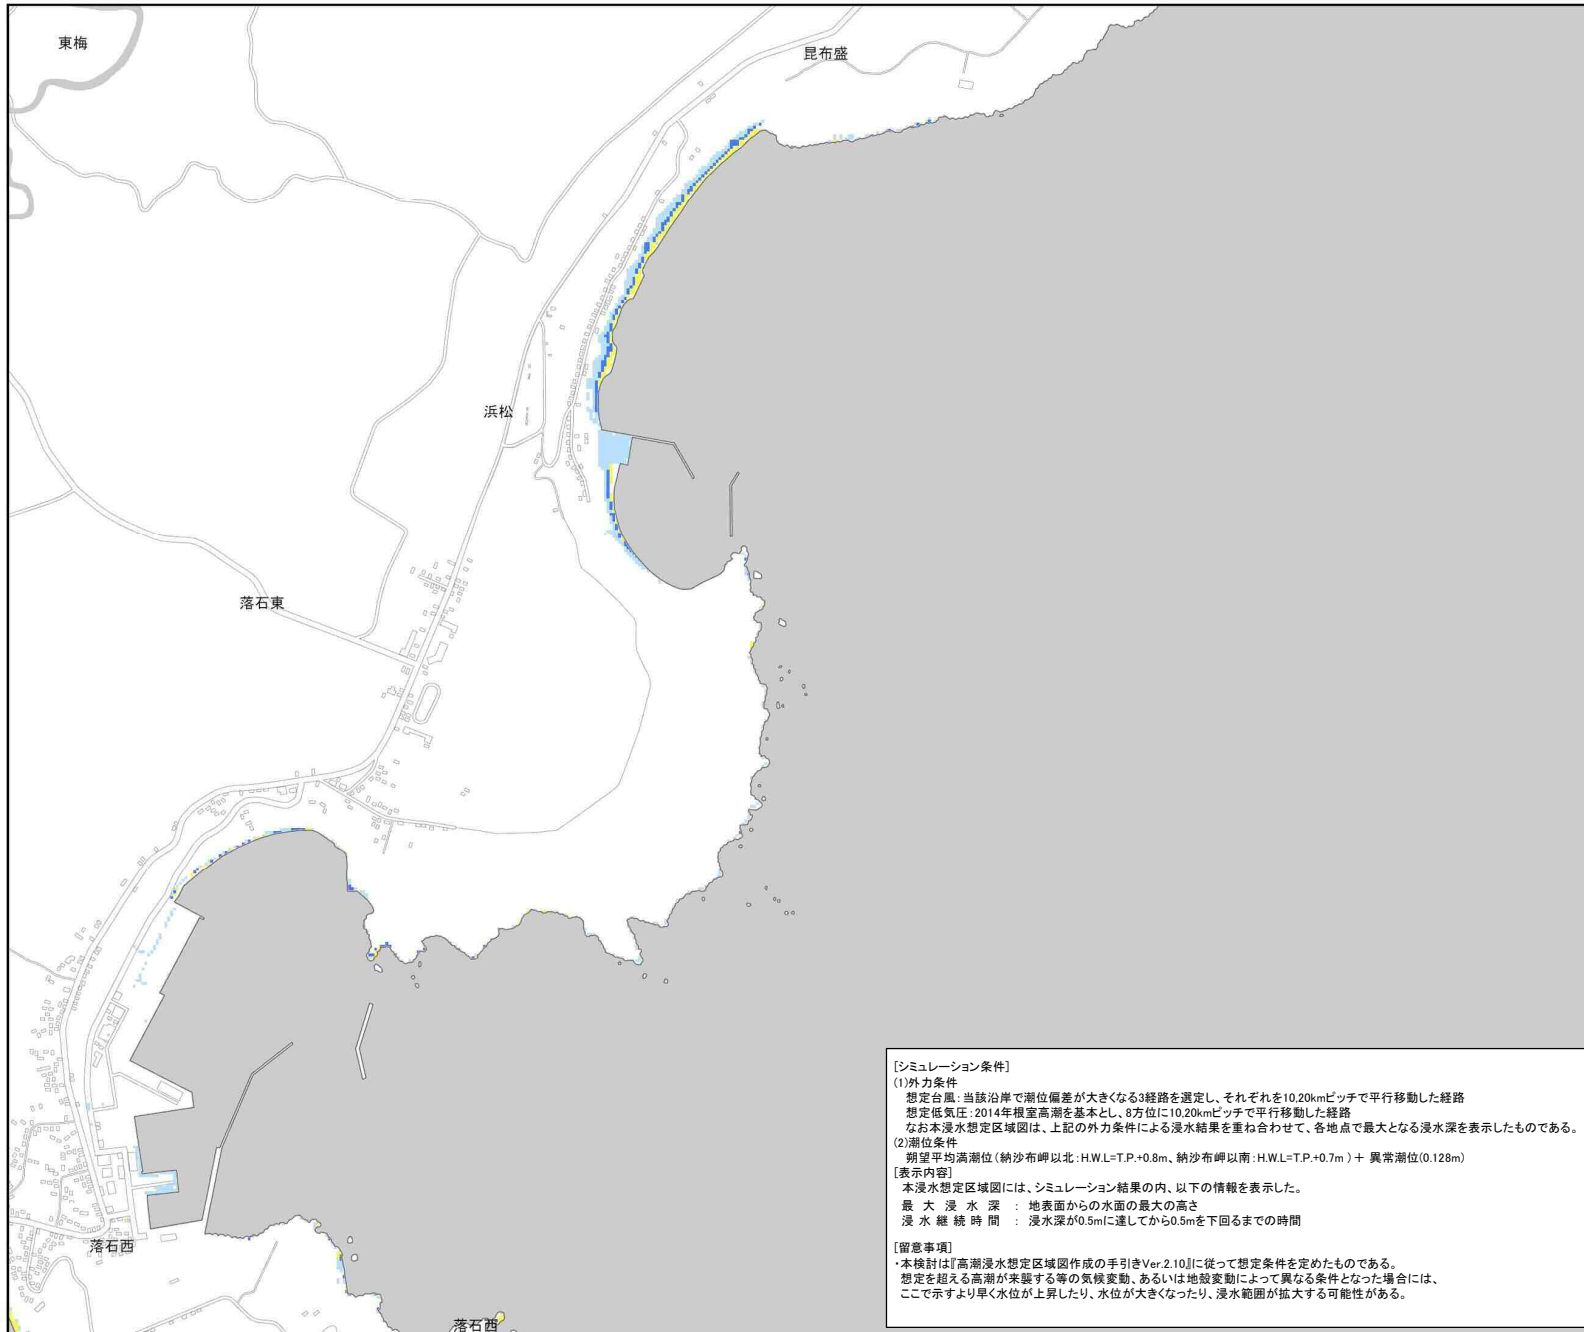 東梅
昆布盛
浜松
落石東
落石西
落石西
[シミュレーション条件]
(1)外力条件
想定台風：当該沿岸で潮位偏差が大きくなる3経路を選定し、それぞれを10,20kmピッチで平行移動した経路
想定低気圧：2014年根室高潮を基本とし、8方位に10,20kmピッチで平行移動した経路
なお本浸水想定区域図は、上記の外力条件による浸水結果を重ね合わせて、各地点で最大となる浸水深を表示したものである。
(2)潮位条件
朔望平均満潮位（納沙布岬以北：H.W.L=T.P.+0.8m、納沙布岬以南：H.W.L=T.P.+0.7m ）＋ 異常潮位(0.128m)
[表示内容]
本浸水想定区域図には、シミュレーション結果の内、以下の情報を表示した。
最 大 浸 水 深 ： 地表面からの水面の最大の高さ
浸 水 継 続 時 間 ： 浸水深が0.5mに達してから0.5mを下回るまでの時間
[留意事項]
・本検討は『高潮浸水想定区域図作成の手引きVer.2.10』に従って想定条件を定めたものである。
想定を超える高潮が来襲する等の気候変動、あるいは地殻変動によって異なる条件となった場合には、
ここで示すより早く水位が上昇したり、水位が大きくなったり、浸水範囲が拡大する可能性がある。